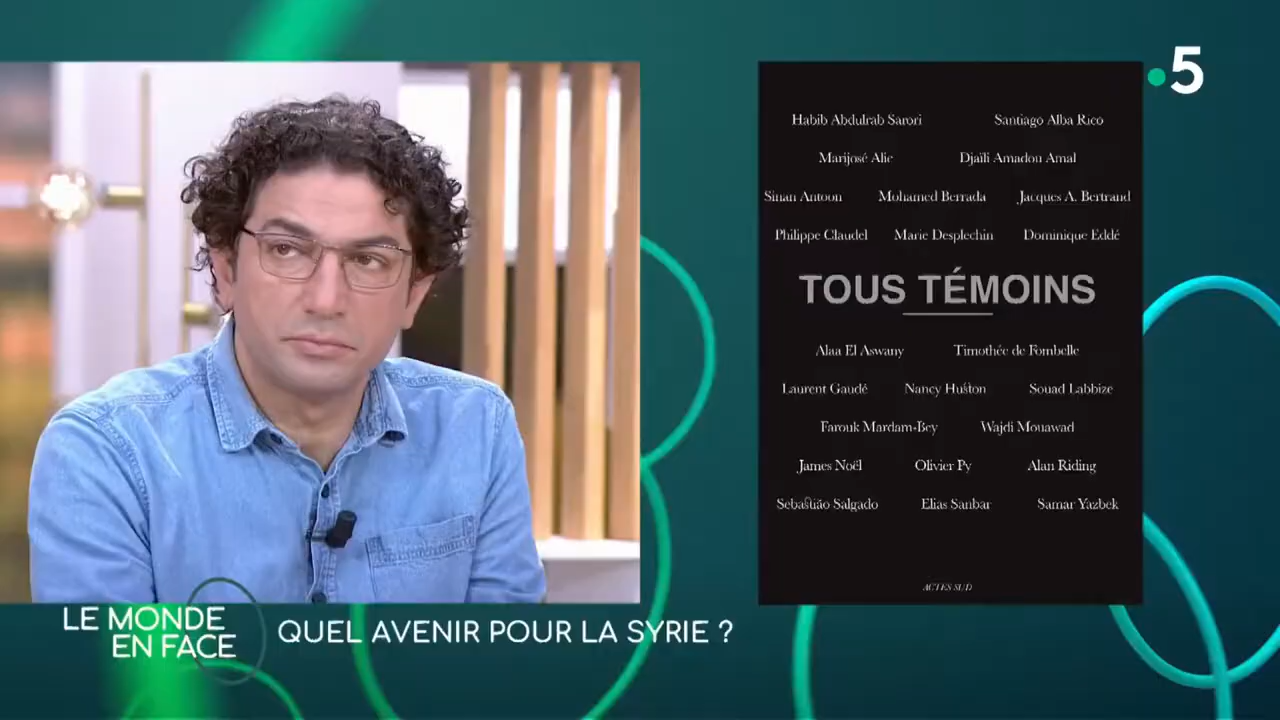 5
Habib Abdulrab Sarori Santiago Alba Rico
Marijosé Alie Djaïli Amadou Amal
Sinan Antoon Mohamed Berrada Jacques A. Bertrand
Philippe Claudel Marie Desplechin Dominique Eddé
TOUS TÉMOINS
Alaa El Aswany Timothée de Fombelle
Laurent Gaudé Nancy Huston Souad Labbize
Farouk Mardam-Bey Wajdi Mouawad
James Noël Olivier Py Alan Riding
Sebastião Salgado Elias Sanbar Samar Yazbek
ACTES SUD
LE MONDE
EN FACE
QUEL AVENIR POUR LA SYRIE ?